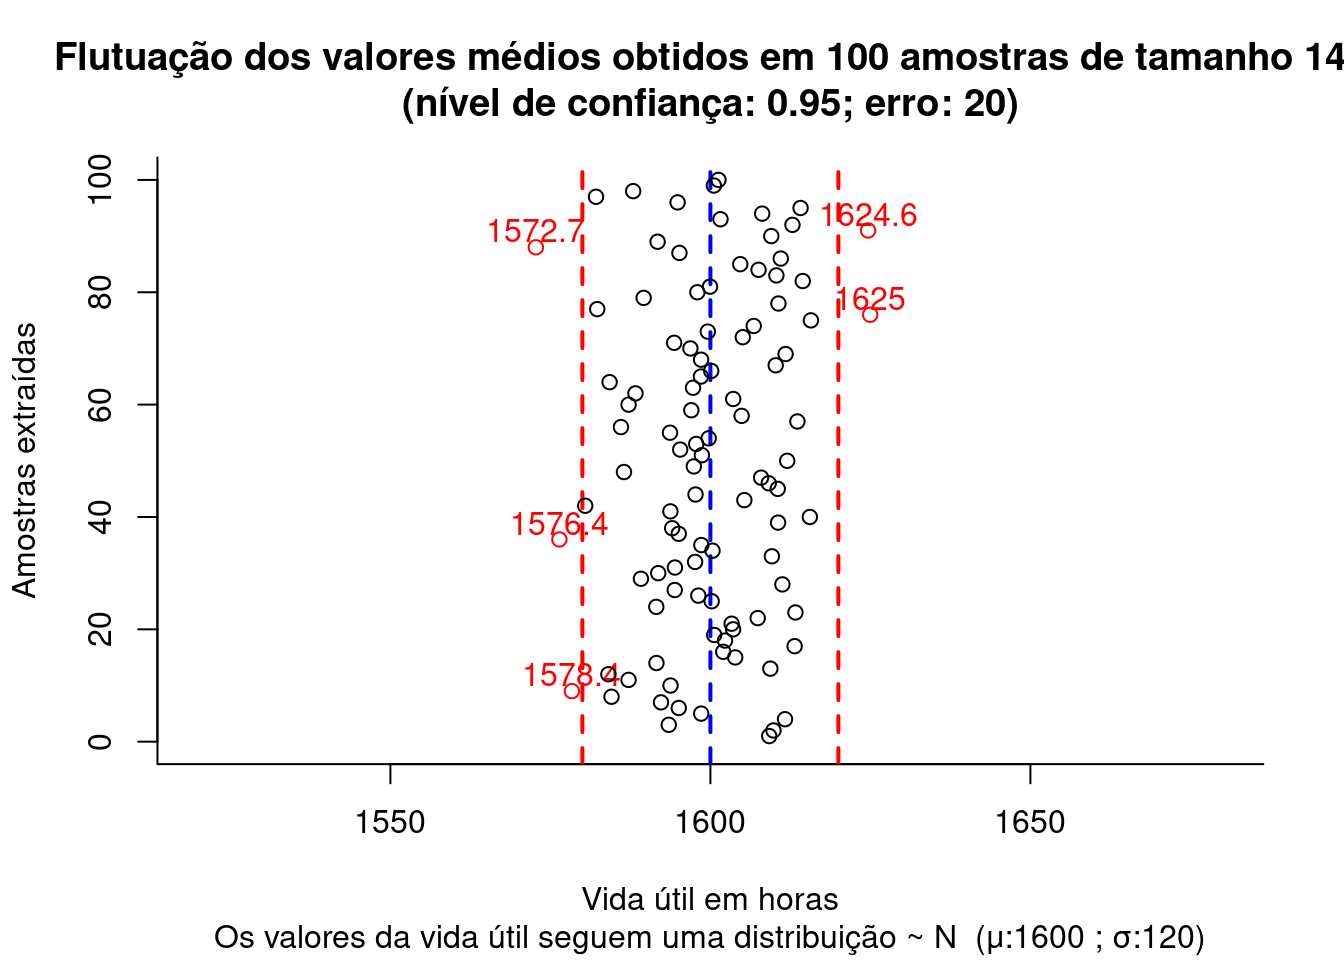 Flutuação dos valores médios obtidos em 100 amostras de tamanho 14
(nível de confiança: 0.95; erro: 20)
100
80
60
40
20
0
Amostras extraídas
1572.7
1624.6
1625
1576.4
1578.4
1550
1600
1650
Vida útil em horas
Os valores da vida útil seguem uma distribuição ~ N (μ:1600 ; σ:120)